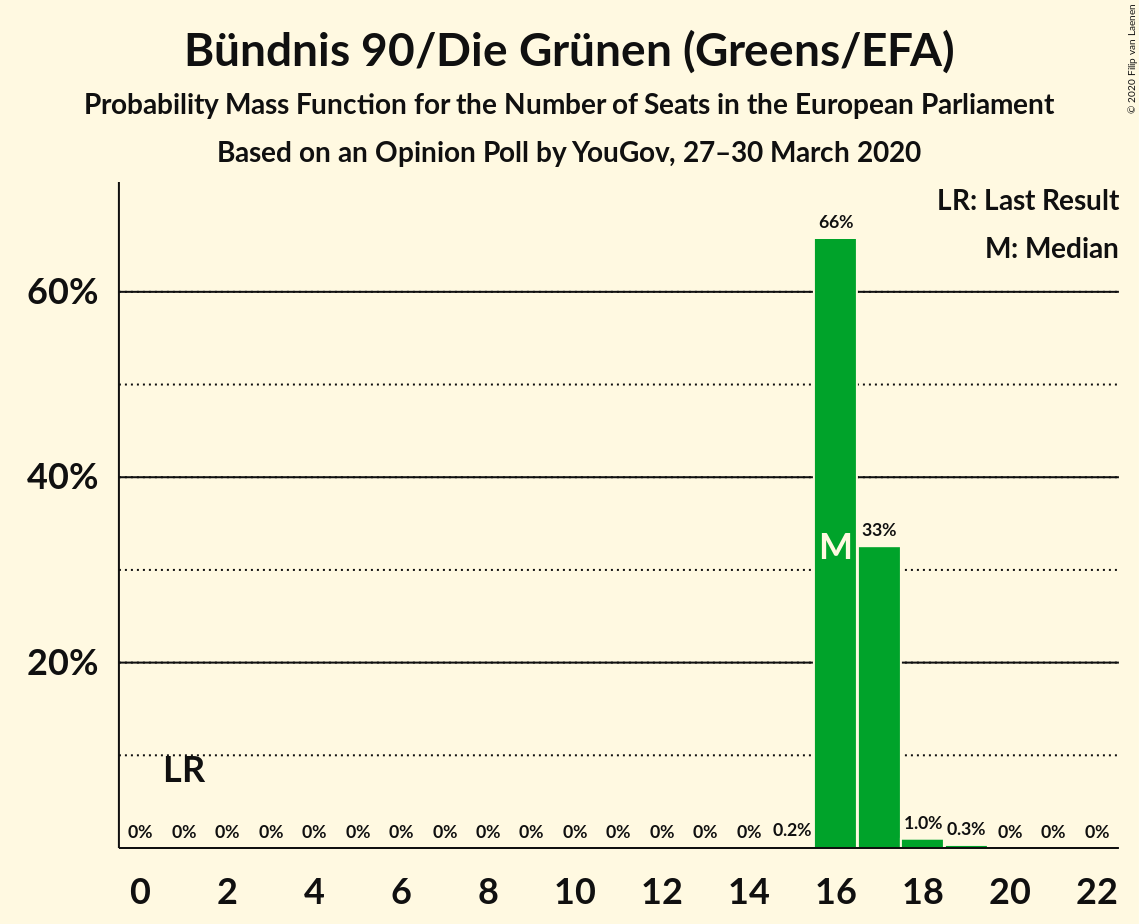 Bündnis 90/Die Grünen (Greens/EFA)
Probability Mass Function for the Number of Seats in the European Parliament
Based on an Opinion Poll by YouGov, 27–30 March 2020
© 2020 Filip van Laenen
LR: Last Result
M: Median
66%
60%
33%
40%
M
20%
LR
0% 0% 0% 0% 0% 0% 0% 0% 0% 0% 0% 0% 0% 0% 0% 0.2% 1.0% 0.3% 0% 0% 0%
0 2 4 6 8 10 12 14 16 18 20 22